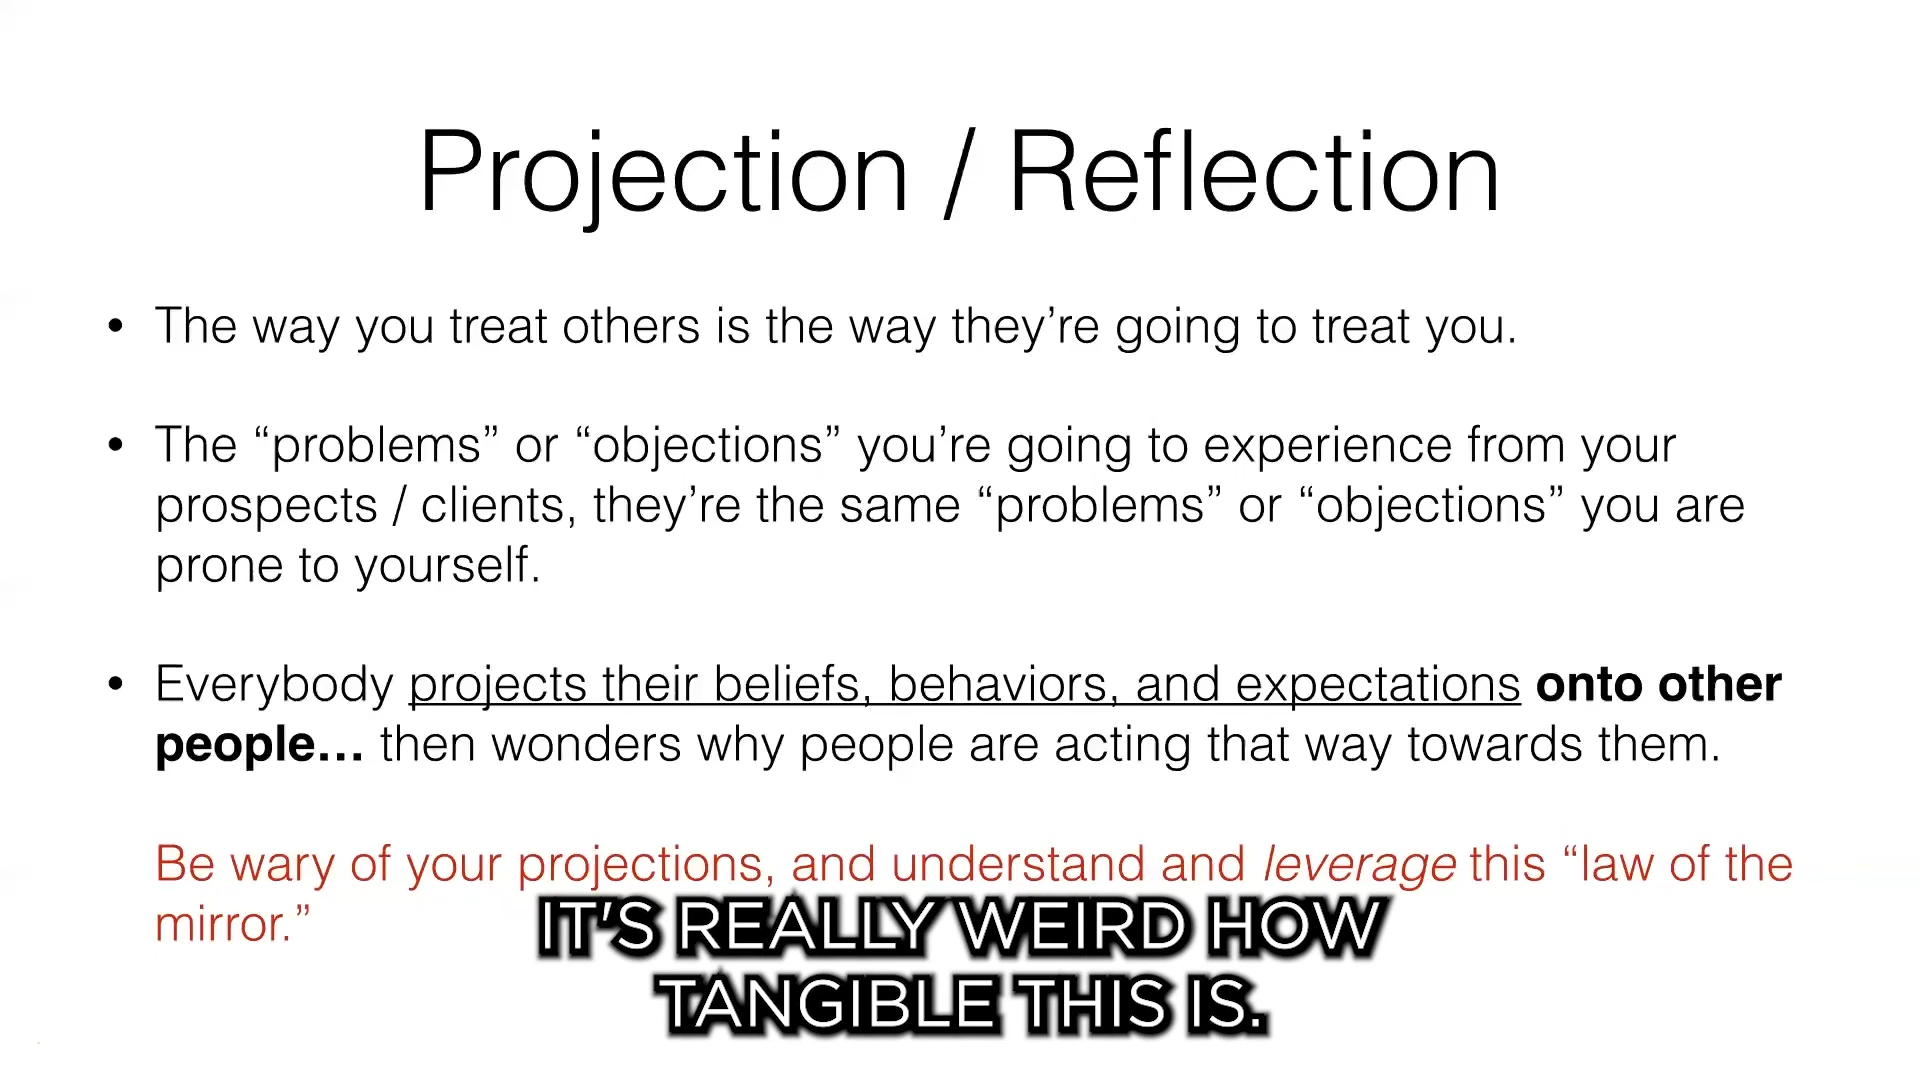 Projection / Reflection
• The way you treat others is the way they’re going to treat you.
• The “problems” or “objections” you’re going to experience from your
prospects / clients, they’re the same “problems” or “objections” you are
prone to yourself.
• Everybody projects their beliefs, behaviors, and expectations onto other
people… then wonders why people are acting that way towards them.
Be wary of your projections, and understand and leverage this “law of the
mirror.”
IT'S REALLY WEIRD HOW
TANGIBLE THIS IS.